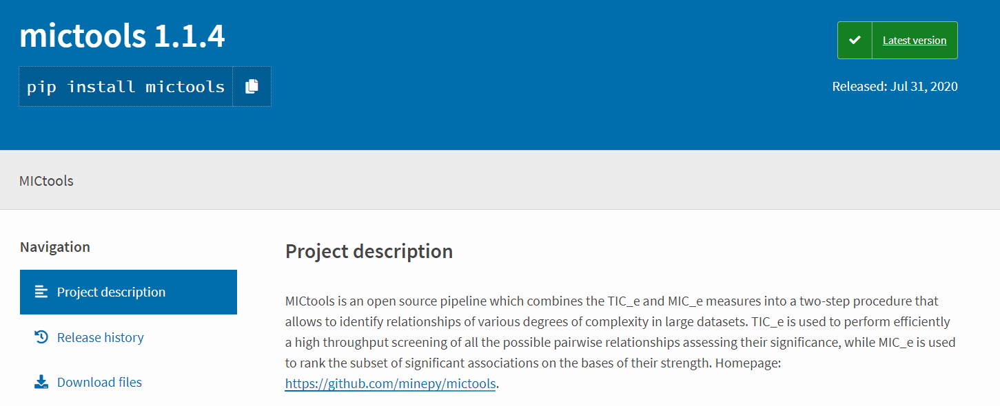 mictools 1.1.4
Latest version
pip install mictools
Released: Jul 31, 2020
MICtools
Navigation
Project description
Release history
Download files
Project description
MICtools is an open source pipeline which combines the TIC_e and MIC_e measures into a two-step procedure that
allows to identify relationships of various degrees of complexity in large datasets. TIC_e is used to perform efficiently
a high throughput screening of all the possible pairwise relationships assessing their significance, while MIC_e is used
to rank the subset of significant associations on the bases of their strength. Homepage:
https://github.com/minepy/mictools.